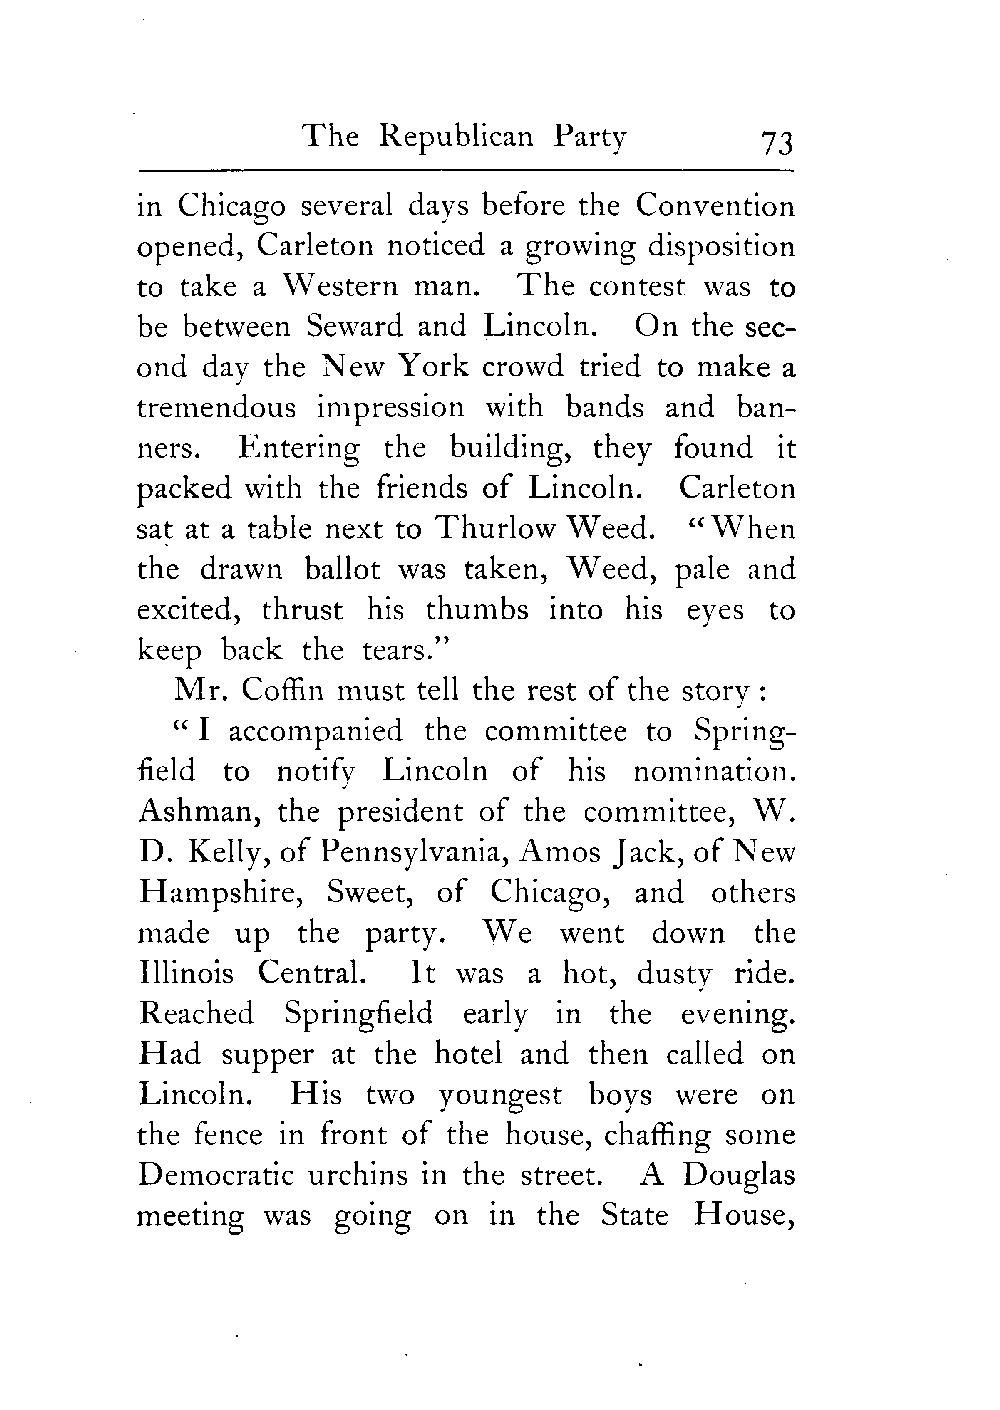 The Republican Party 73
in Chicago several days before the Convention
opened, Carleton noticed a growing disposition
to take a Western man. The contest was to
be between Seward and Lincoln. On the sec-
ond day the New York crowd tried to make a
tremendous impression with bands and ban-
ners. Entering the building, they found it
packed with the friends of Lincoln. Carleton
sat at a table next to Thurlow Weed. “When
the drawn ballot was taken, Weed, pale and
excited, thrust his thumbs into his eyes to
keep back the tears.”
Mr. Coffin must tell the rest of the story:
“I accompanied the committee to Spring-
field to notify Lincoln of his nomination.
Ashman, the president of the committee, W.
D. Kelly, of Pennsylvania, Amos Jack, of New
Hampshire, Sweet, of Chicago, and others
made up the party. We went down the
Illinois Central. It was a hot, dusty ride.
Reached Springfield early in the evening.
Had supper at the hotel and then called on
Lincoln. His two youngest boys were on
the fence in front of the house, chaffing some
Democratic urchins in the street. A Douglas
meeting was going on in the State House,